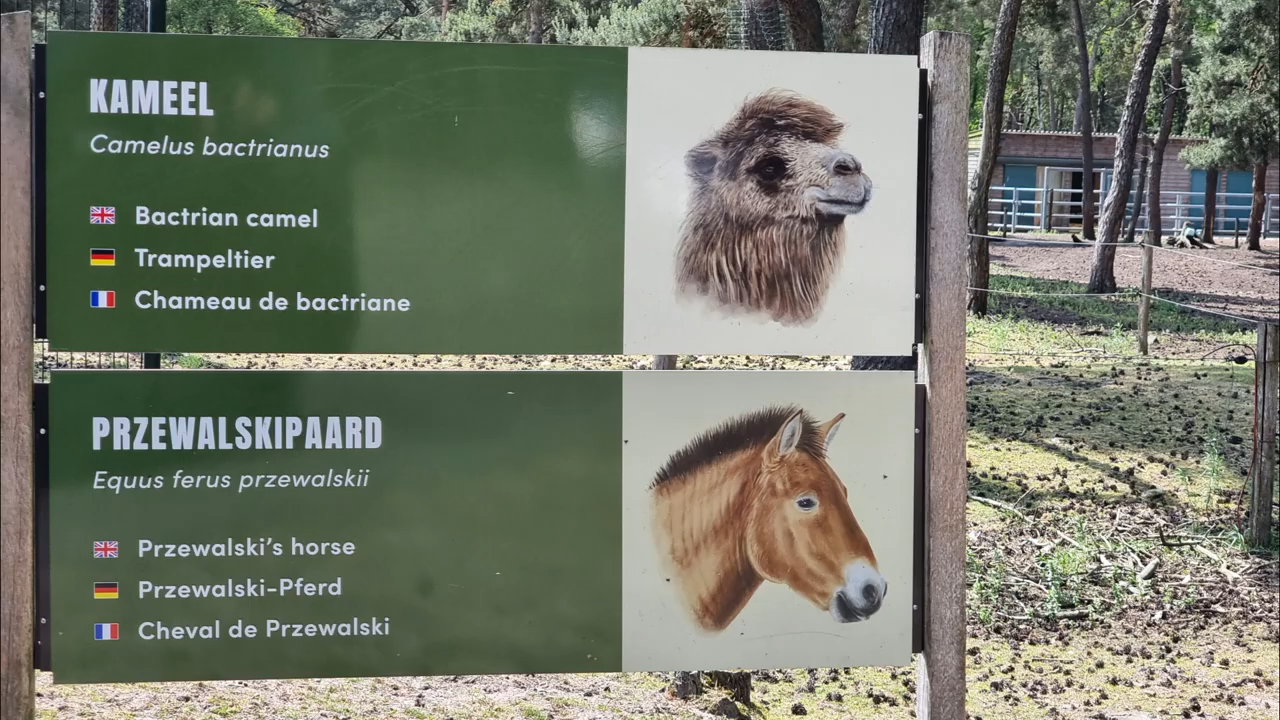 KAMEEL
Camelus bactrianus
Bactrian camel
Trampeltier
Chameau de bactriane
PRZEWALSKIPAARD
Equus ferus przewalskii
Przewalski's horse
Przewalski-Pferd
Cheval de Przewalski